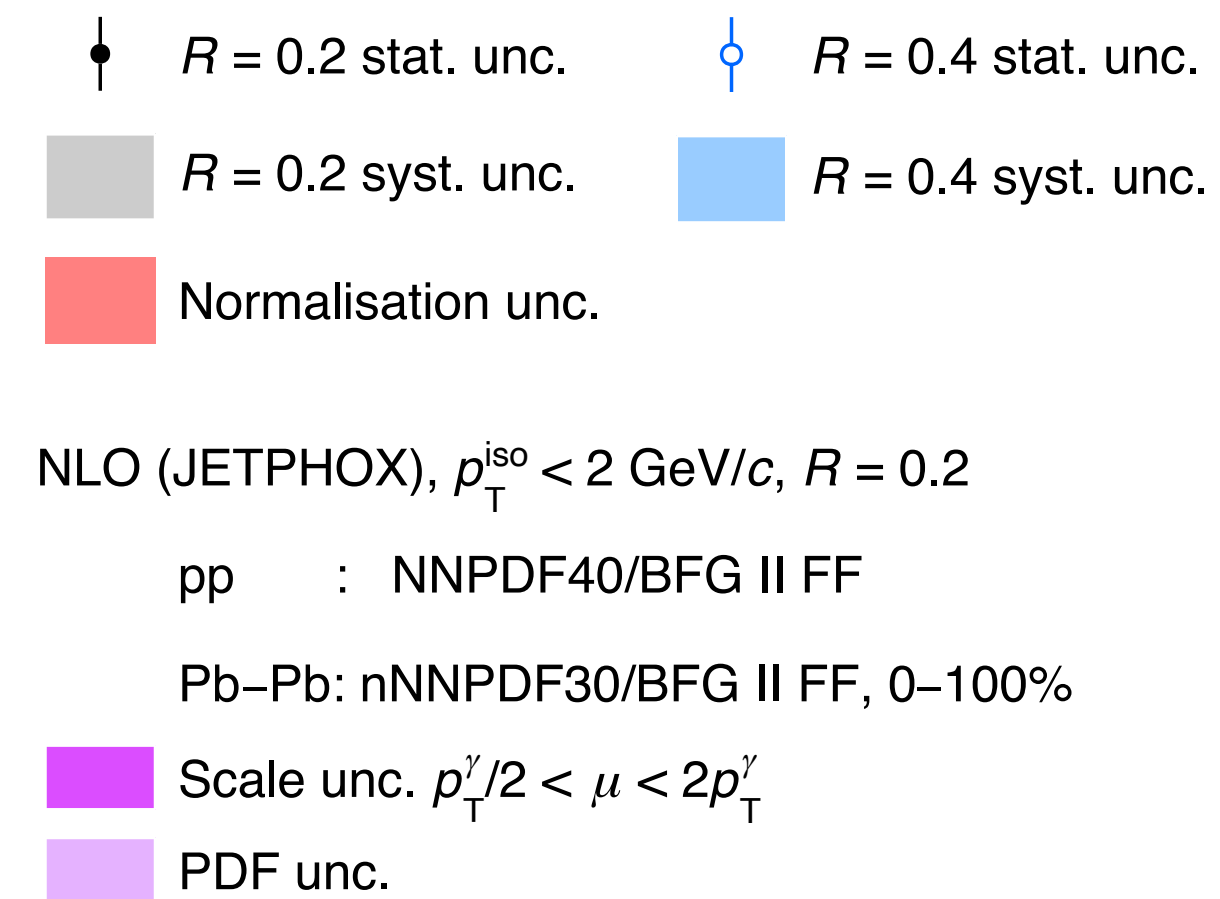 R = 0.2 stat. unc.
R = 0.4 stat. unc.
R = 0.2 syst. unc.
R = 0.4 syst. unc.
Normalisation unc.
NLO (JETPHOX), p_T^iso < 2 GeV/c, R = 0.2
pp : NNPDF40/BFG II FF
Pb−Pb: nNNPDF30/BFG II FF, 0−100%
Scale unc. p_T^γ/2 < μ < 2p_T^γ
PDF unc.